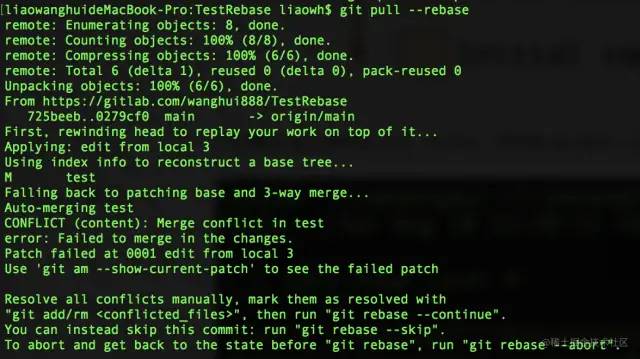 liaowanghuideMacBook-Pro:TestRebase liaowh$ git pull --rebase
remote: Enumerating objects: 8, done.
remote: Counting objects: 100% (8/8), done.
remote: Compressing objects: 100% (6/6), done.
remote: Total 6 (delta 1), reused 0 (delta 0), pack-reused 0
Unpacking objects: 100% (6/6), done.
From https://gitlab.com/wanghui888/TestRebase
   725beeb..0279cf0  main       -> origin/main
First, rewinding head to replay your work on top of it...
Applying: edit from local 3
Using index info to reconstruct a base tree...
M       test
Falling back to patching base and 3-way merge...
Auto-merging test
CONFLICT (content): Merge conflict in test
error: Failed to merge in the changes.
Patch failed at 0001 edit from local 3
Use 'git am --show-current-patch' to see the failed patch

Resolve all conflicts manually, mark them as resolved with
"git add/rm <conflicted_files>", then run "git rebase --continue".
You can instead skip this commit: run "git rebase --skip".
To abort and get back to the state before "git rebase", run "git rebase --abort".
@稀土掘金技术社区